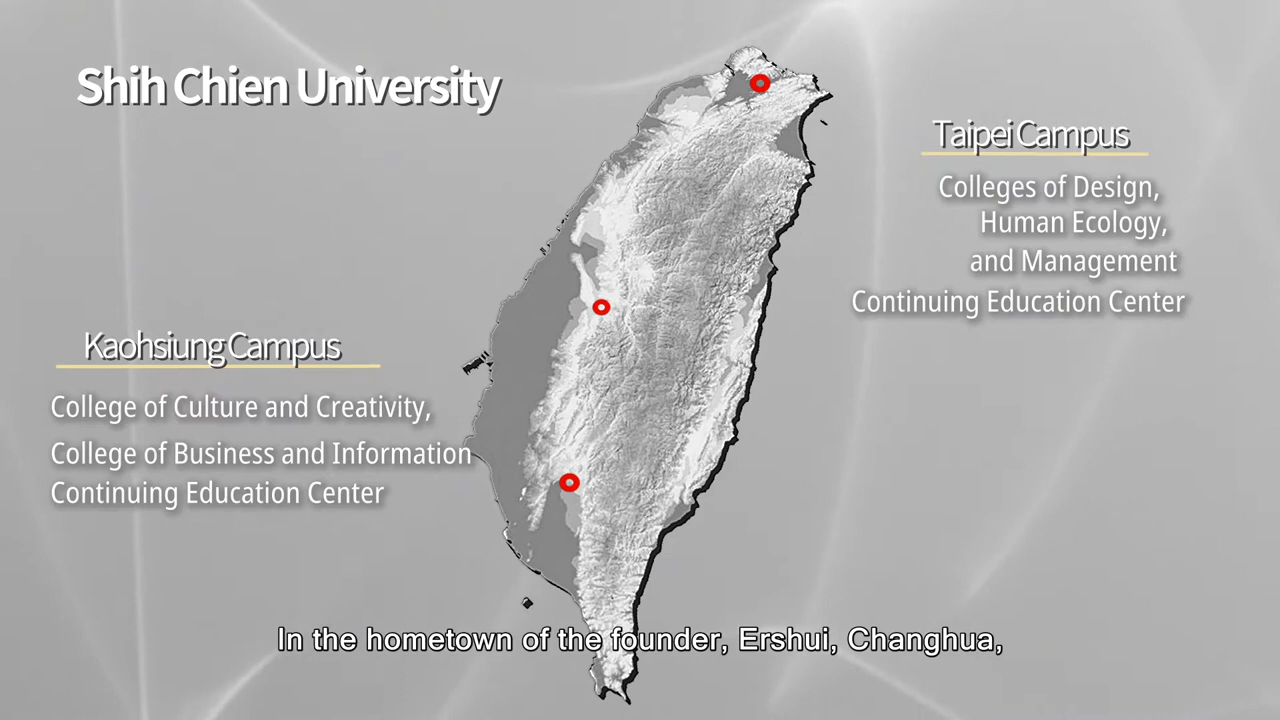 Shih Chien University
Taipei Campus
Colleges of Design,
Human Ecology,
and Management
Continuing Education Center
Kaohsiung Campus
College of Culture and Creativity,
College of Business and Information
Continuing Education Center
In the hometown of the founder, Ershui, Changhua,